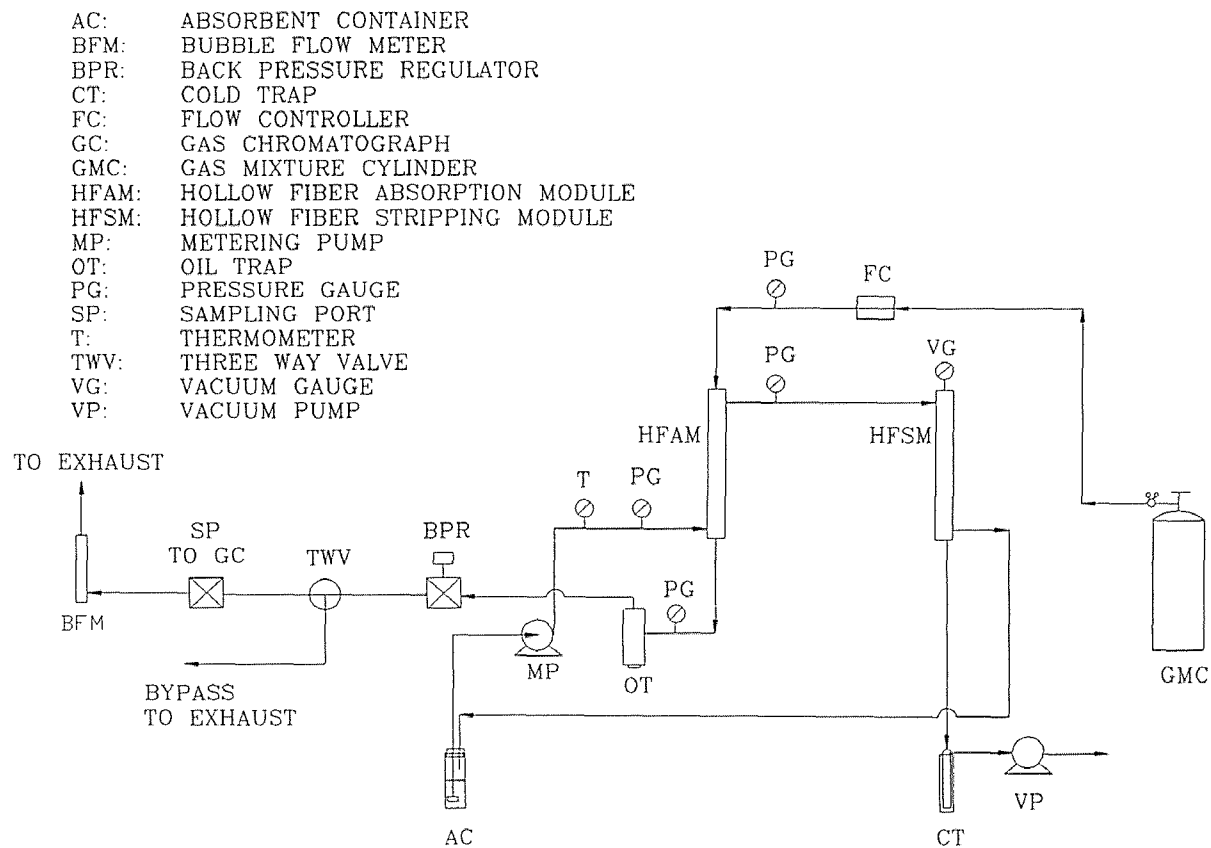 AC: ABSORBENT CONTAINER
BFM: BUBBLE FLOW METER
BPR: BACK PRESSURE REGULATOR
CT: COLD TRAP
FC: FLOW CONTROLLER
GC: GAS CHROMATOGRAPH
GMC: GAS MIXTURE CYLINDER
HFAM: HOLLOW FIBER ABSORPTION MODULE
HFSM: HOLLOW FIBER STRIPPING MODULE
MP: METERING PUMP
OT: OIL TRAP
PG: PRESSURE GAUGE
SP: SAMPLING PORT
T: THERMOMETER
TWV: THREE WAY VALVE
VG: VACUUM GAUGE
VP: VACUUM PUMP
PG
FC
PG
VG
HFAM
HFSM
TO EXHAUST
T
PG
SP
TO GC
TWV
BPR
PG
BFM
MP
OT
GMC
BYPASS
TO EXHAUST
VP
AC
CT